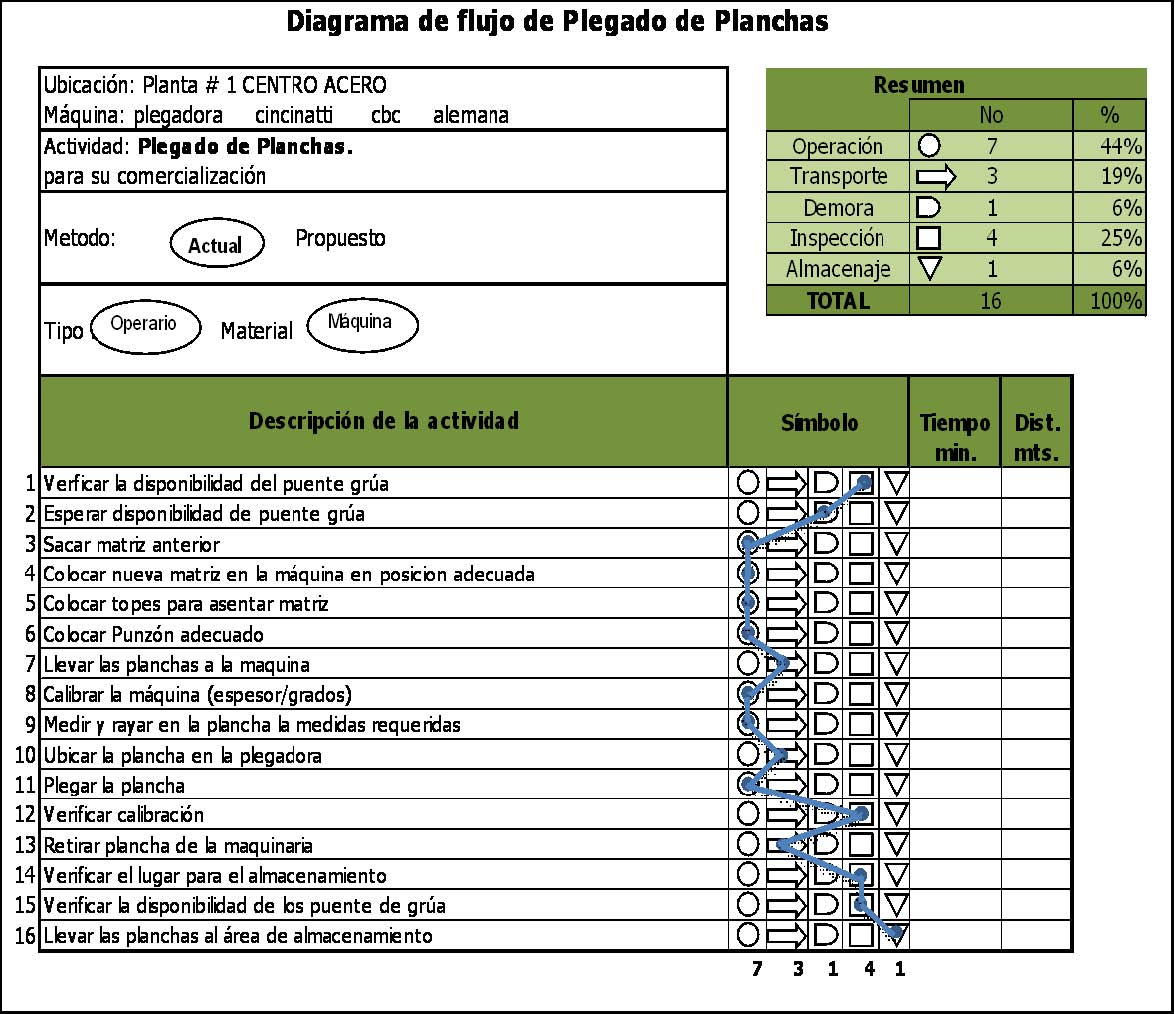 Diagrama de flujo de Plegado de Planchas
Ubicación: Planta # 1 CENTRO ACERO
Máquina: plegadora cincinatti cbc alemana
Actividad: Plegado de Planchas.
para su comercialización
Metodo: Actual Propuesto
Tipo Operario Material Máquina
Resumen
No %
Operación 7 44%
Transporte 3 19%
Demora 1 6%
Inspección 4 25%
Almacenaje 1 6%
TOTAL 16 100%
Descripción de la actividad Símbolo Tiempo min. Dist. mts.
1 Verficar la disponibilidad del puente grúa
2 Esperar disponibilidad de puente grúa
3 Sacar matriz anterior
4 Colocar nueva matriz en la máquina en posicion adecuada
5 Colocar topes para asentar matriz
6 Colocar Punzón adecuado
7 Llevar las planchas a la maquina
8 Calibrar la máquina (espesor/grados)
9 Medir y rayar en la plancha la medidas requeridas
10 Ubicar la plancha en la plegadora
11 Plegar la plancha
12 Verificar calibración
13 Retirar plancha de la maquinaria
14 Verificar el lugar para el almacenamiento
15 Verificar la disponibilidad de los puente de grúa
16 Llevar las planchas al área de almacenamiento
7 3 1 4 1